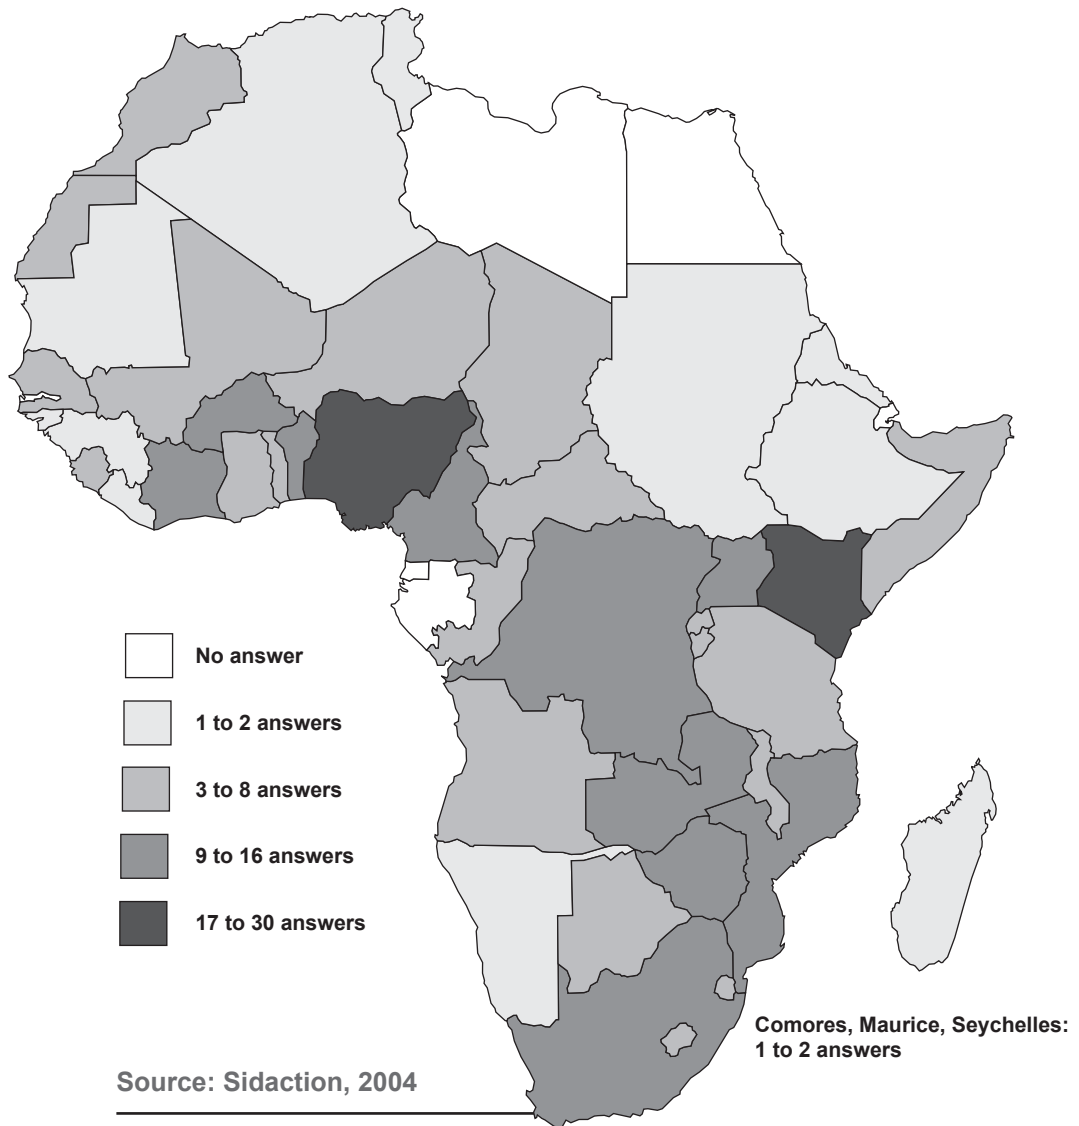 No answer
1 to 2 answers
3 to 8 answers
9 to 16 answers
17 to 30 answers
Comores, Maurice, Seychelles:
1 to 2 answers
Source: Sidaction, 2004